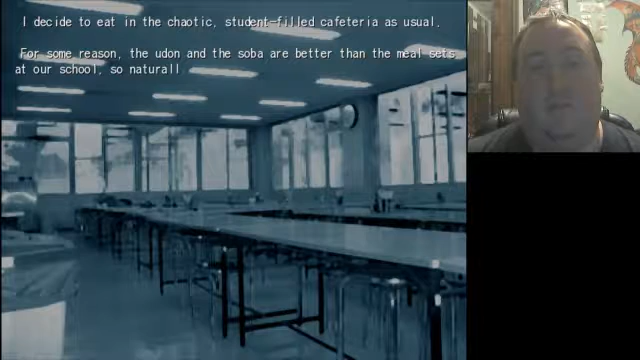 I decide to eat in the chaotic, student-filled cafeteria as usual.
For some reason, the udon and the soba are better than the meal sets
at our school, so naturall